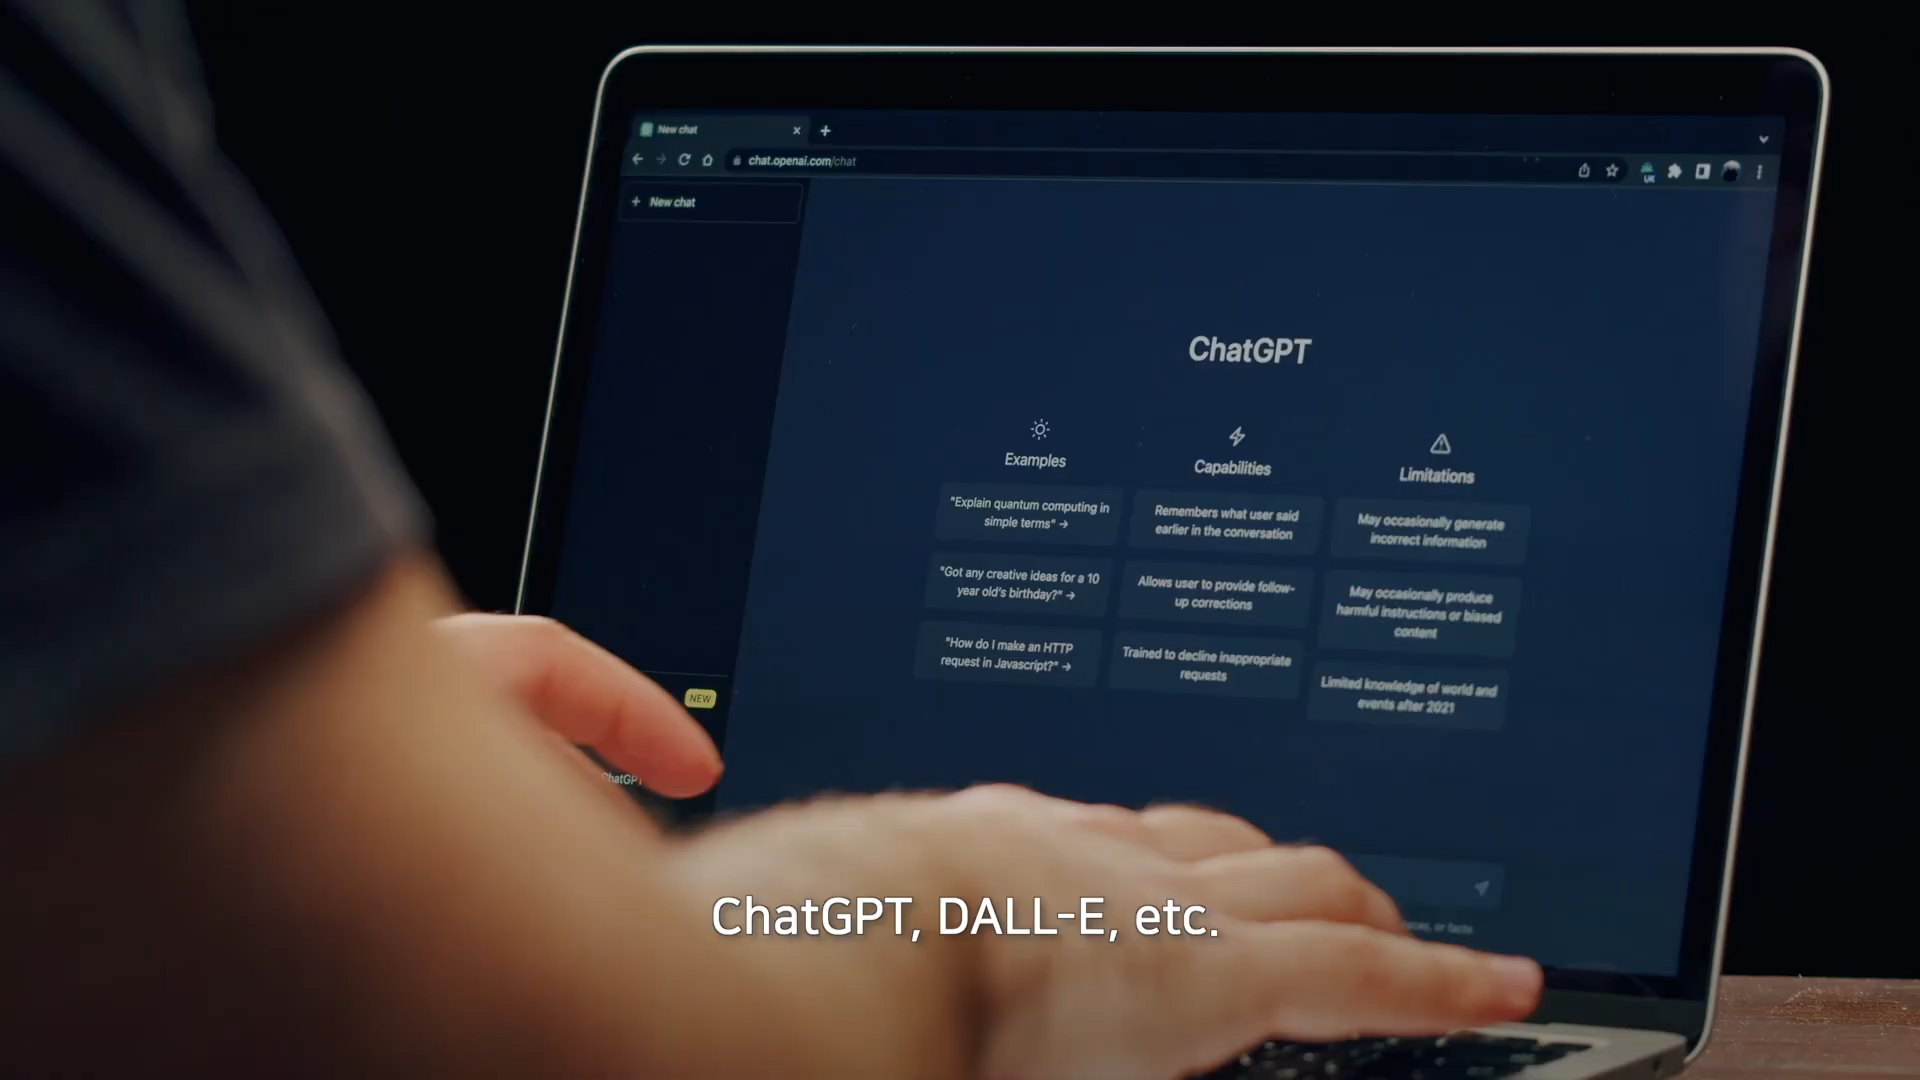 New chat
chat.openai.com/chat
New chat
ChatGPT
Examples
"Explain quantum computing in
simple terms" →
"Got any creative ideas for a 10
year old's birthday?" →
"How do I make an HTTP
request in Javascript?" →
Capabilities
Remembers what user said
earlier in the conversation
Allows user to provide follow-
up corrections
Trained to decline inappropriate
requests
Limitations
May occasionally generate
incorrect information
May occasionally produce
harmful instructions or biased
content
Limited knowledge of world and
events after 2021
NEW
or facts
ChatGPT, DALL-E, etc.